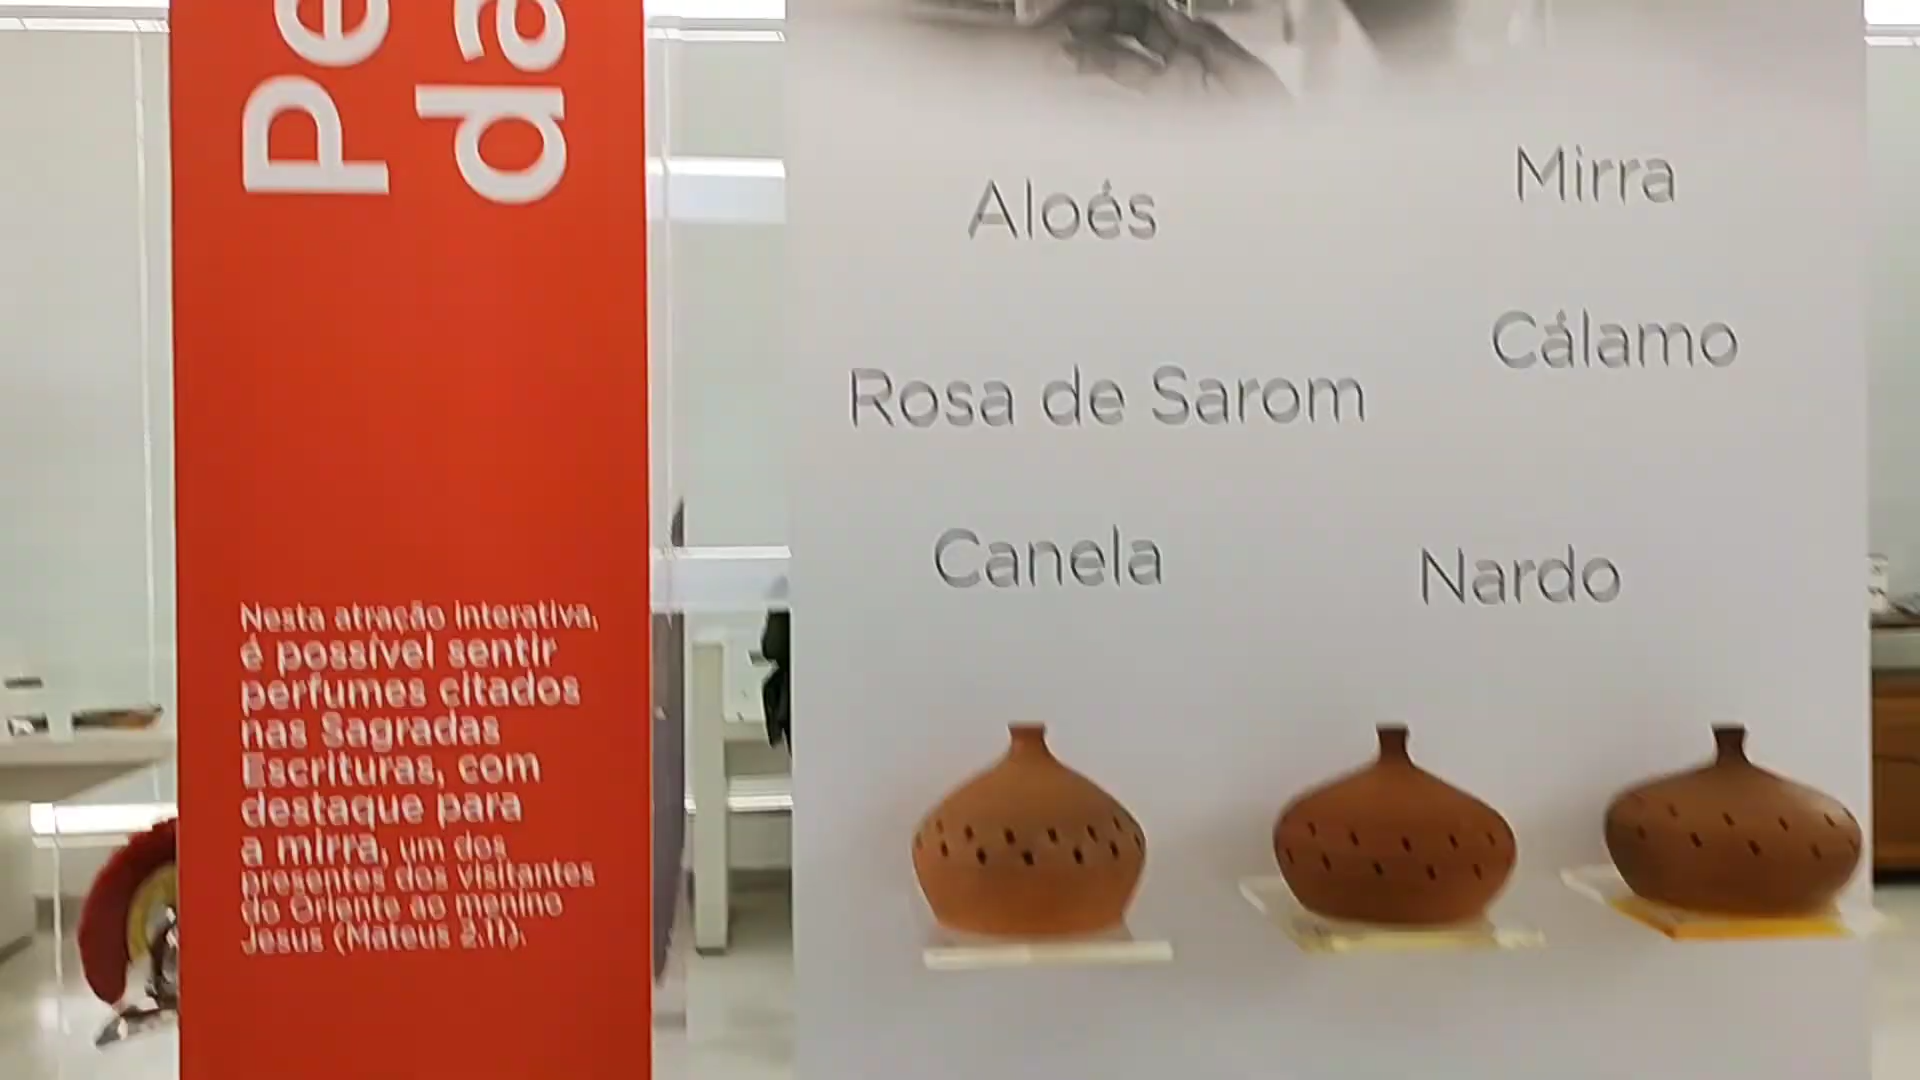 Pe
da
Nesta atração interativa,
é possível sentir
perfumes citados
nas Sagradas
Escrituras, com
destaque para
a mirra, um dos
presentes dos visitantes
do Oriente ao menino
Jesus (Mateus 2.11).
Aloés
Mirra
Rosa de Sarom
Cálamo
Canela
Nardo